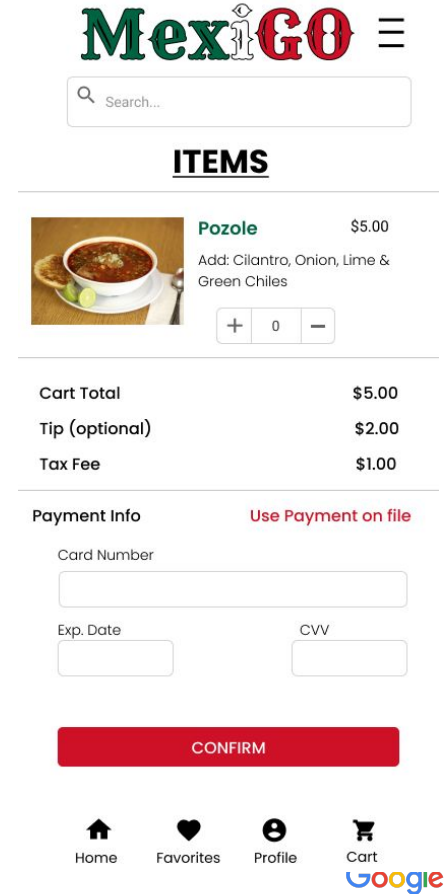 MexiGO
Search...
ITEMS
Pozole $5.00
Add: Cilantro, Onion, Lime &
Green Chiles
+ 0 −
Cart Total $5.00
Tip (optional) $2.00
Tax Fee $1.00
Payment Info Use Payment on file
Card Number
Exp. Date CVV
CONFIRM
Home Favorites Profile Cart
Google